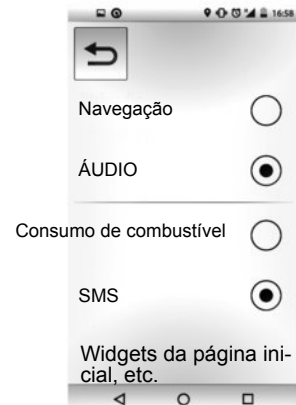 16:58
Navegação
ÁUDIO
Consumo de combustível
SMS
Widgets da página ini-
cial, etc.